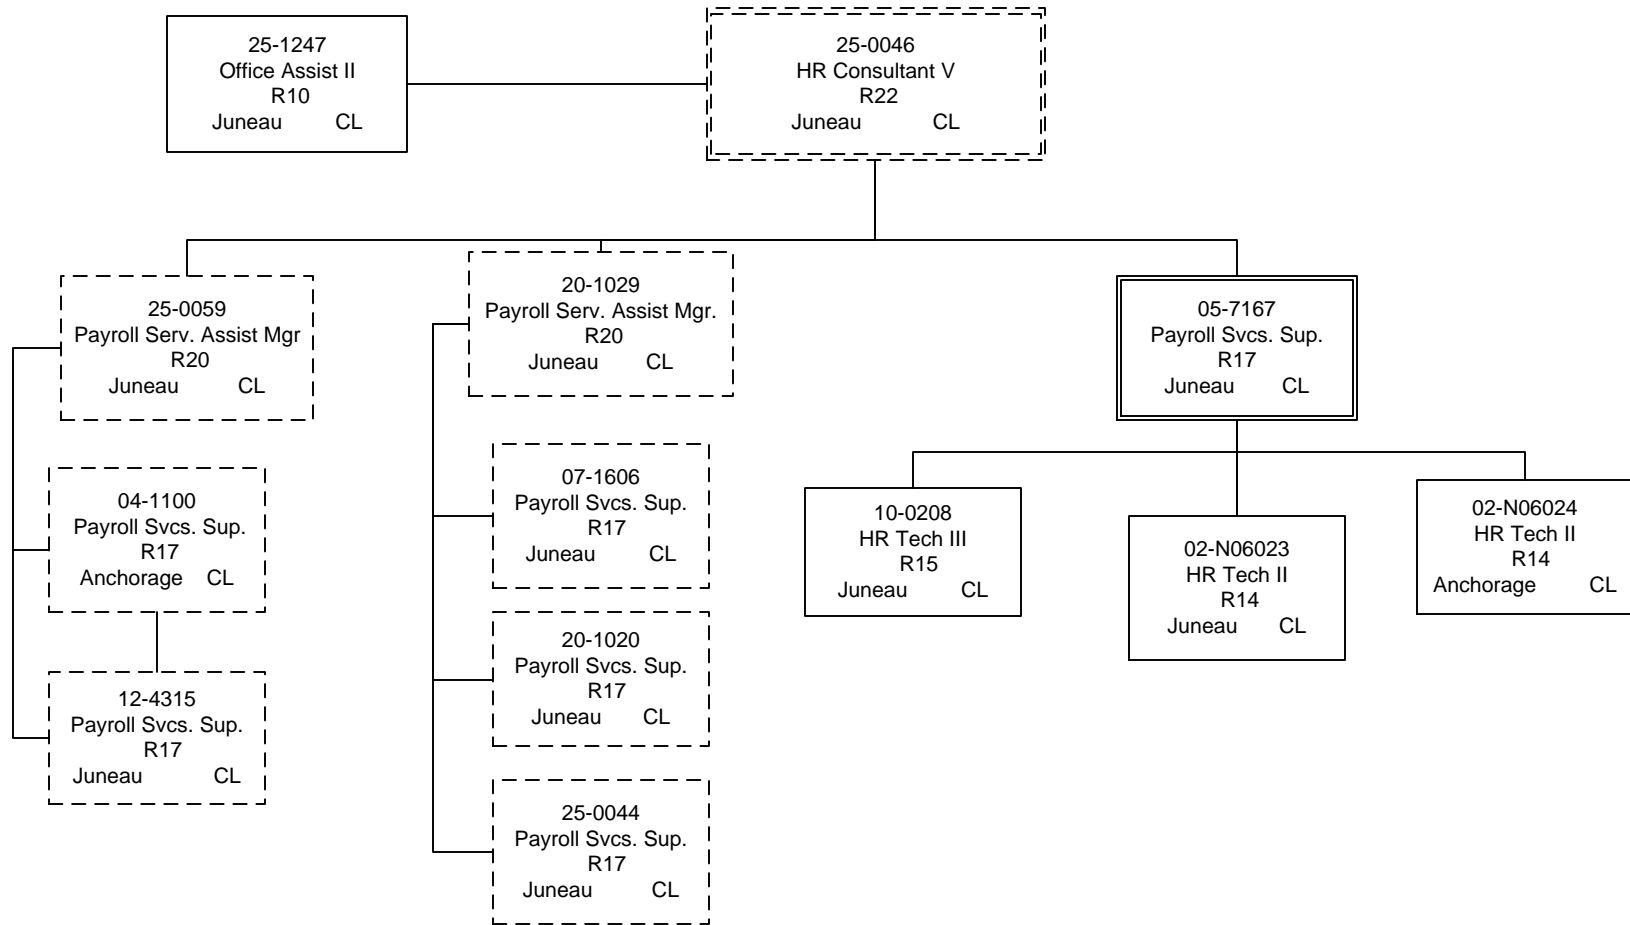 25-1247
Office Assist II
R10
Juneau CL
25-0046
HR Consultant V
R22
Juneau CL
25-0059
Payroll Serv. Assist Mgr
R20
Juneau CL
20-1029
Payroll Serv. Assist Mgr.
R20
Juneau CL
05-7167
Payroll Svcs. Sup.
R17
Juneau CL
04-1100
Payroll Svcs. Sup.
R17
Anchorage CL
07-1606
Payroll Svcs. Sup.
R17
Juneau CL
10-0208
HR Tech III
R15
Juneau CL
02-N06023
HR Tech II
R14
Juneau CL
02-N06024
HR Tech II
R14
Anchorage CL
12-4315
Payroll Svcs. Sup.
R17
Juneau CL
20-1020
Payroll Svcs. Sup.
R17
Juneau CL
25-0044
Payroll Svcs. Sup.
R17
Juneau CL